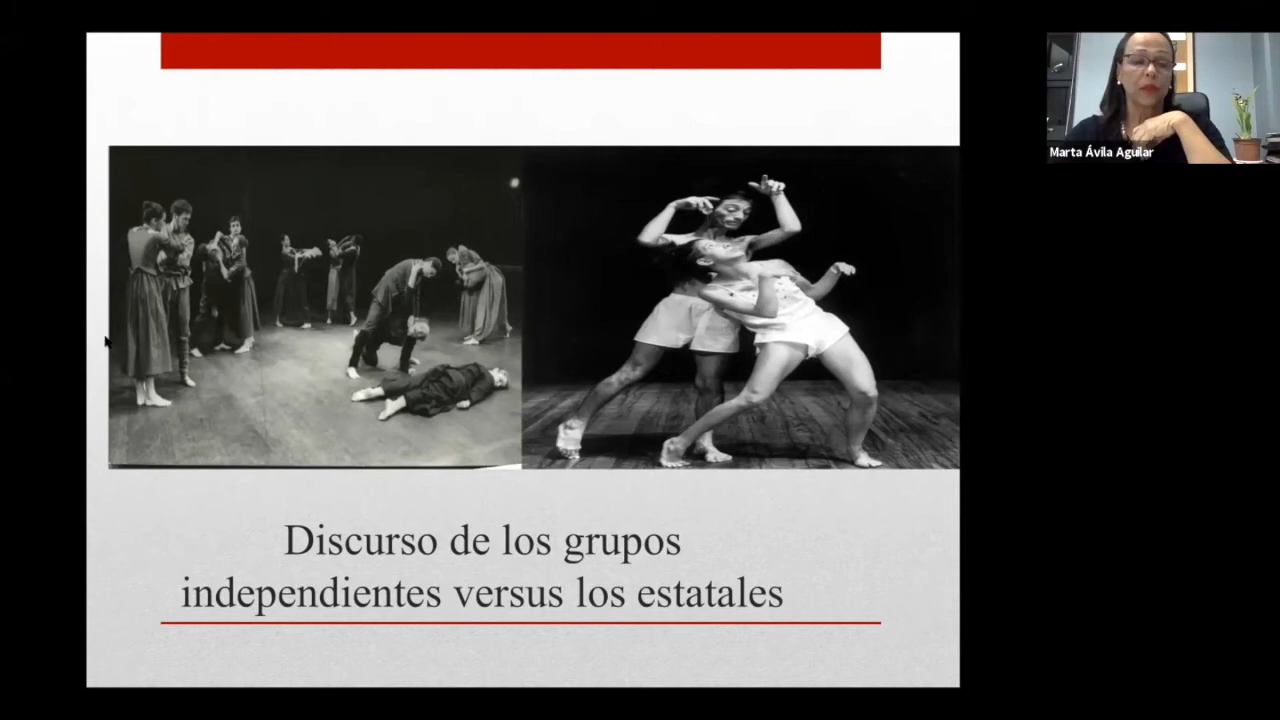 Marta Ávila Aguilar
Discurso de los grupos
independientes versus los estatales